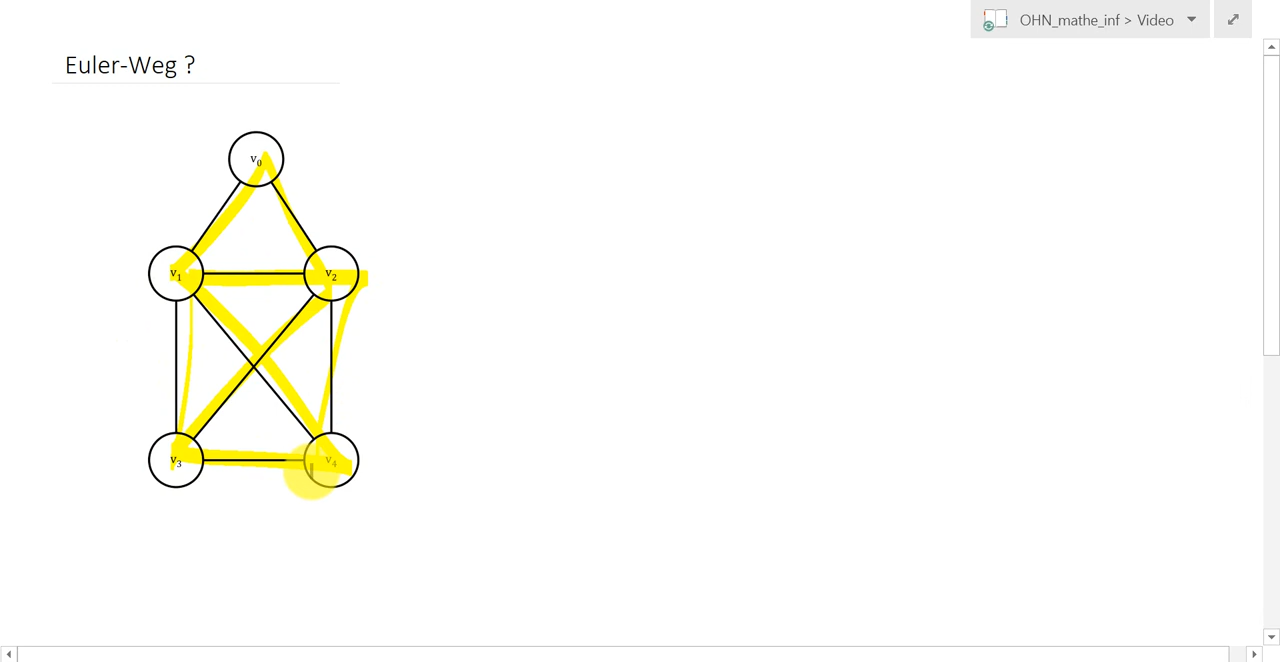 OHN_mathe_inf > Video
Euler-Weg ?
v0
v1
v2
v3
v4